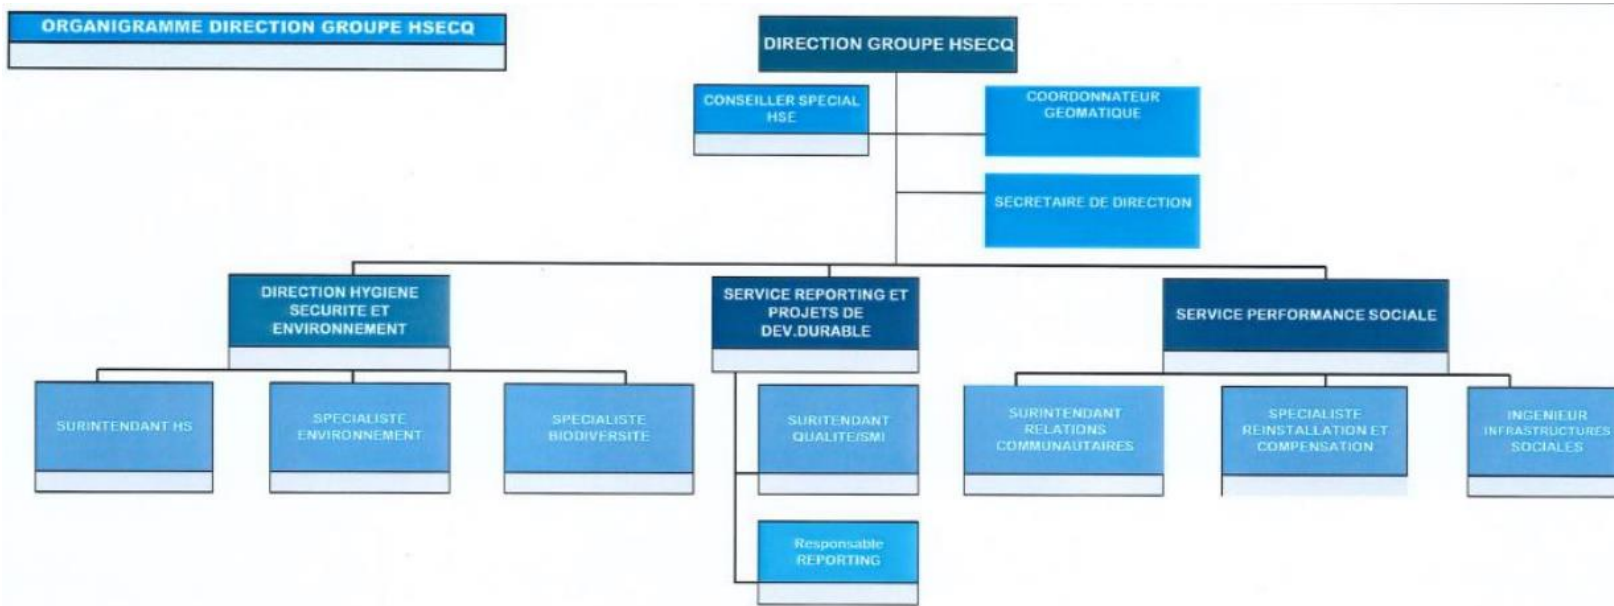 ORGANIGRAMME DIRECTION GROUPE HSECQ
DIRECTION GROUPE HSECQ
CONSEILLER SPECIAL
HSE
COORDONNATEUR
GEOMATIQUE
SECRETAIRE DE DIRECTION
DIRECTION HYGIENE
SECURITE ET
ENVIRONNEMENT
SERVICE REPORTING ET
PROJETS DE
DEV.DURABLE
SERVICE PERFORMANCE SOCIALE
SURINTENDANT HS
SPECIALISTE
ENVIRONNEMENT
SPECIALISTE
BIODIVERSITE
SURITENDANT
QUALITE/SMI
SURINTENDANT
RELATIONS
COMMUNAUTAIRES
SPECIALISTE
REINSTALLATION ET
COMPENSATION
INGENIEUR
INFRASTRUCTURES
SOCIALES
Responsable
REPORTING